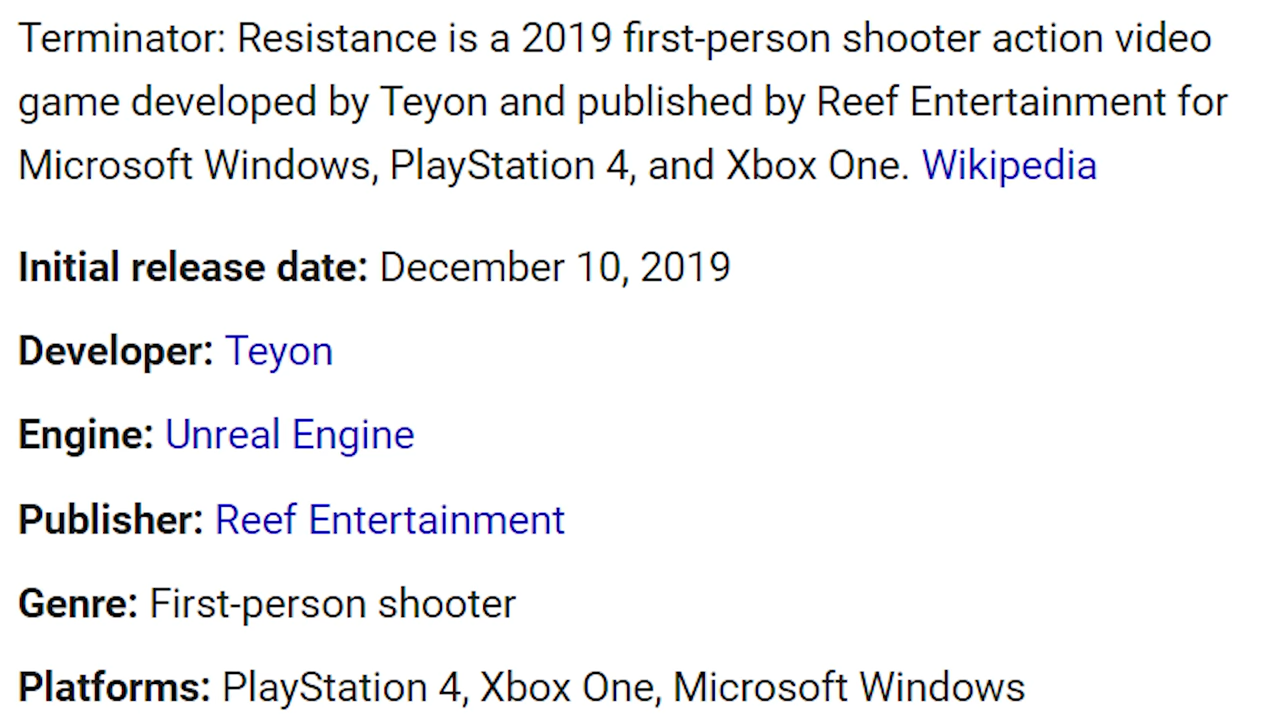 Terminator: Resistance is a 2019 first-person shooter action video
game developed by Teyon and published by Reef Entertainment for
Microsoft Windows, PlayStation 4, and Xbox One. Wikipedia
Initial release date: December 10, 2019
Developer: Teyon
Engine: Unreal Engine
Publisher: Reef Entertainment
Genre: First-person shooter
Platforms: PlayStation 4, Xbox One, Microsoft Windows